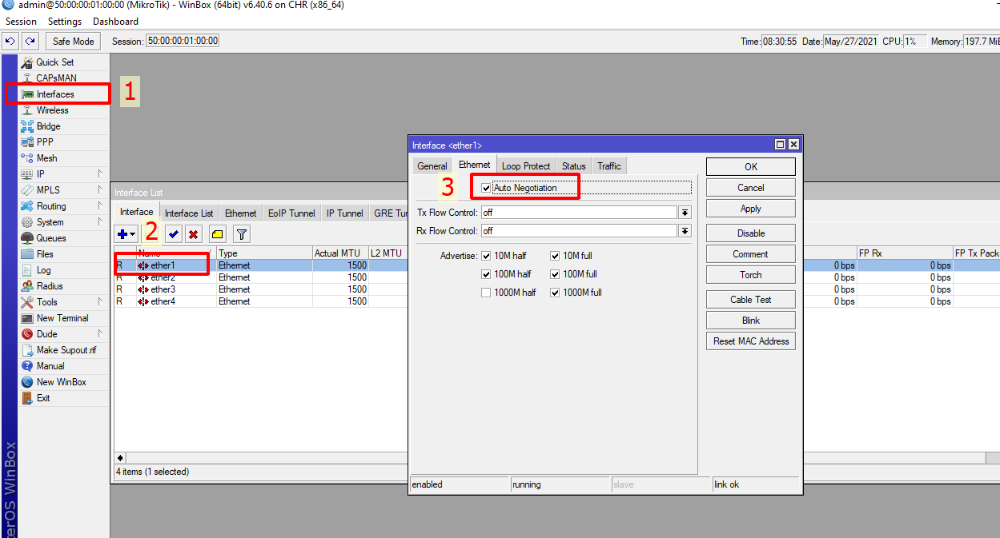 admin@50:00:00:01:00:00 (MikroTik) - WinBox (64bit) v6.40.6 on CHR (x86_64)
Session Settings Dashboard
Safe Mode Session: 50:00:00:01:00:00 Time: 08:30:55 Date: May/27/2021 CPU: 1% Memory: 197.7 MiB
Quick Set
CAPsMAN
Interfaces
1
Wireless
Bridge
PPP
Mesh
IP
MPLS
Routing
System
Queues
Files
Log
Radius
Tools
New Terminal
Dude
Make Supout.rif
Manual
New WinBox
Exit
terOS WinBox
Interface List
Interface Interface List Ethernet EoIP Tunnel IP Tunnel GRE Tun
2
Name Type Actual MTU L2 MTU FP Rx FP Tx Pack
R ether1 Ethernet 1500 0 bps 0 bps
R ether2 Ethernet 1500 0 bps 0 bps
R ether3 Ethernet 1500 0 bps 0 bps
R ether4 Ethernet 1500 0 bps 0 bps
4 items (1 selected)
Interface <ether1>
General Ethernet Loop Protect Status Traffic
3
Auto Negotiation
Tx Flow Control: off
Rx Flow Control: off
Advertise: 10M half 10M full
100M half 100M full
1000M half 1000M full
OK
Cancel
Apply
Disable
Comment
Torch
Cable Test
Blink
Reset MAC Address
enabled running slave link ok